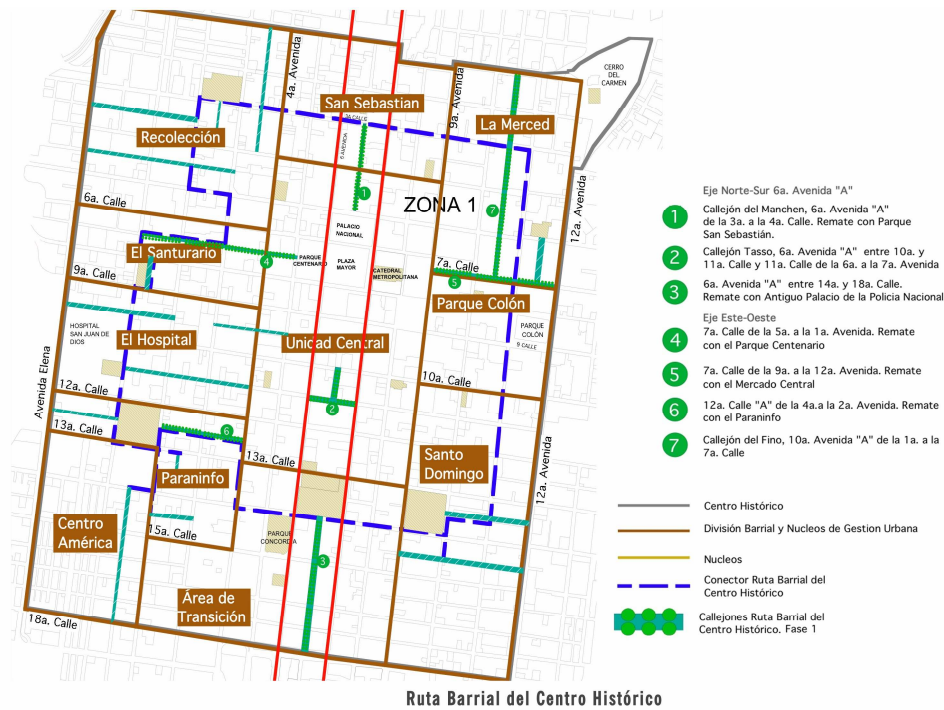 4a. Avenida
9a. Avenida
CERRO
DEL
CARMEN
San Sebastian
3A CALLE
La Merced
Recolección
6 AVENIDA
1
ZONA 1
7
12a. Avenida
6a. Calle
PALACIO
NACIONAL
El Santurario
4
PARQUE
CENTENARIO
PLAZA
MAYOR
CATEDRAL
METROPOLITANA
7a. Calle
5
9a. Calle
Parque Colón
HOSPITAL
SAN JUAN DE
DIOS
El Hospital
Unidad Central
PARQUE
COLÓN
9 CALLE
Avenida Elena
12a. Calle
10a. Calle
2
13a. Calle
6
13a. Calle
Santo
Domingo
Paraninfo
12a. Avenida
Centro
América
15a. Calle
PARQUE
CONCORDIA
3
Área de
Transición
18a. Calle
Eje Norte-Sur 6a. Avenida "A"
1
Callejón del Manchen, 6a. Avenida "A"
de la 3a. a la 4a. Calle. Remate con Parque
San Sebastián.
2
Callejón Tasso, 6a. Avenida "A" entre 10a. y
11a. Calle y 11a. Calle de la 6a. a la 7a. Avenida
3
6a. Avenida "A" entre 14a. y 18a. Calle.
Remate con Antiguo Palacio de la Policia Nacional
Eje Este-Oeste
4
7a. Calle de la 5a. a la 1a. Avenida. Remate
con el Parque Centenario
5
7a. Calle de la 9a. a la 12a. Avenida. Remate
con el Mercado Central
6
12a. Calle "A" de la 4a.a la 2a. Avenida. Remate
con el Paraninfo
7
Callejón del Fino, 10a. Avenida "A" de la 1a. a la
7a. Calle
Centro Histórico
División Barrial y Nucleos de Gestion Urbana
Nucleos
Conector Ruta Barrial del
Centro Histórico
Callejones Ruta Barrial del
Centro Histórico. Fase 1
Ruta Barrial del Centro Histórico